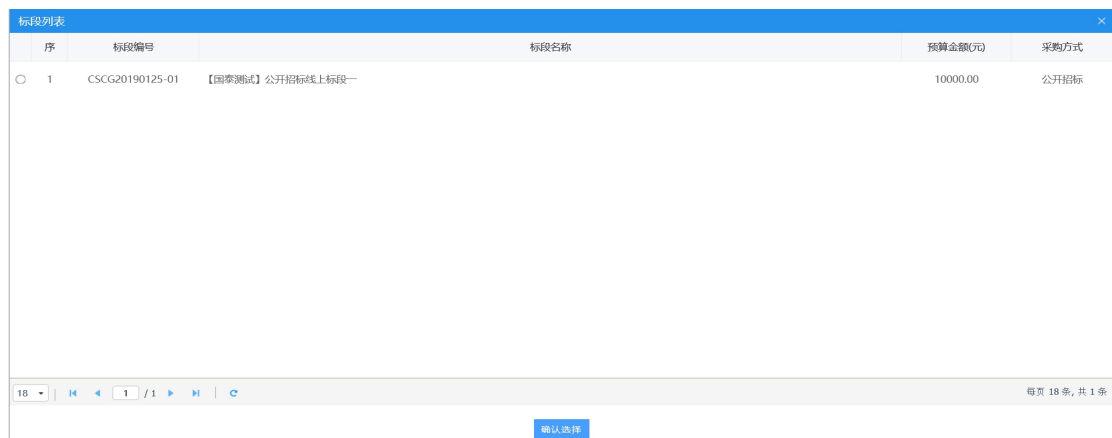 标段列表
序 标段编号 标段名称 预算金额(元) 采购方式
1 CSCG20190125-01 【国泰测试】公开招标线上标段一 10000.00 公开招标
18 1 / 1 每页 18 条, 共 1 条
确认选择